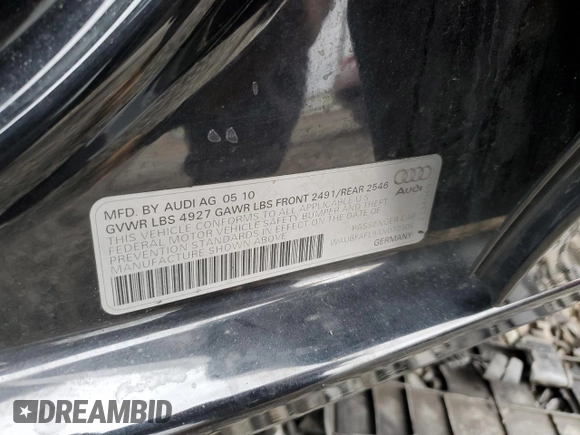 MFD. BY AUDI AG 05 10
GVWR LBS 4927 GAWR LBS FRONT 2491/REAR 2546
THIS VEHICLE CONFORMS TO ALL APPLICABLE U.S.
FEDERAL MOTOR VEHICLE SAFETY BUMPER AND THEFT
PREVENTION STANDARDS IN EFFECT ON THE DATE OF
MANUFACTURE SHOWN ABOVE
Audi
PASSENGER CAR
GERMANY
DREAMBID